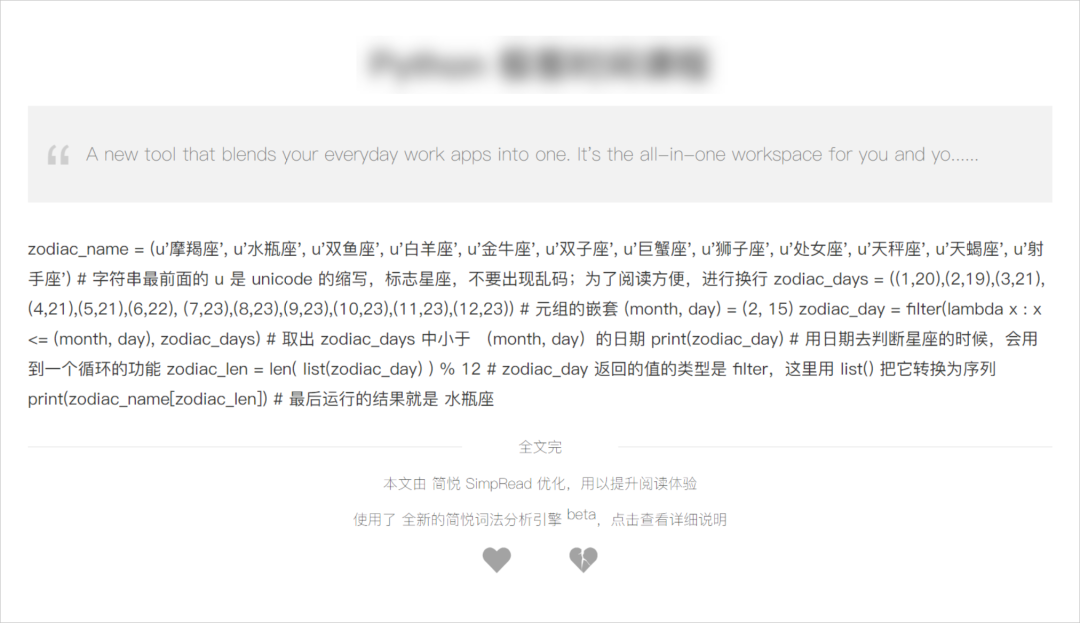 Python
A new tool that blends your everyday work apps into one. It's the all-in-one workspace for you and yo......
zodiac_name = (u'摩羯座', u'水瓶座', u'双鱼座', u'白羊座', u'金牛座', u'双子座', u'巨蟹座', u'狮子座', u'处女座', u'天秤座', u'天蝎座', u'射
手座') # 字符串最前面的 u 是 unicode 的缩写，标志星座，不要出现乱码；为了阅读方便，进行换行 zodiac_days = ((1,20),(2,19),(3,21),
(4,21),(5,21),(6,22), (7,23),(8,23),(9,23),(10,23),(11,23),(12,23)) # 元组的嵌套 (month, day) = (2, 15) zodiac_day = filter(lambda x : x
<= (month, day), zodiac_days) # 取出 zodiac_days 中小于 （month, day）的日期 print(zodiac_day) # 用日期去判断星座的时候，会用
到一个循环的功能 zodiac_len = len( list(zodiac_day) ) % 12 # zodiac_day 返回的值的类型是 filter，这里用 list() 把它转换为序列
print(zodiac_name[zodiac_len]) # 最后运行的结果就是 水瓶座
全文完
本文由 简悦 SimpRead 优化，用以提升阅读体验
使用了 全新的简悦词法分析引擎 beta，点击查看详细说明